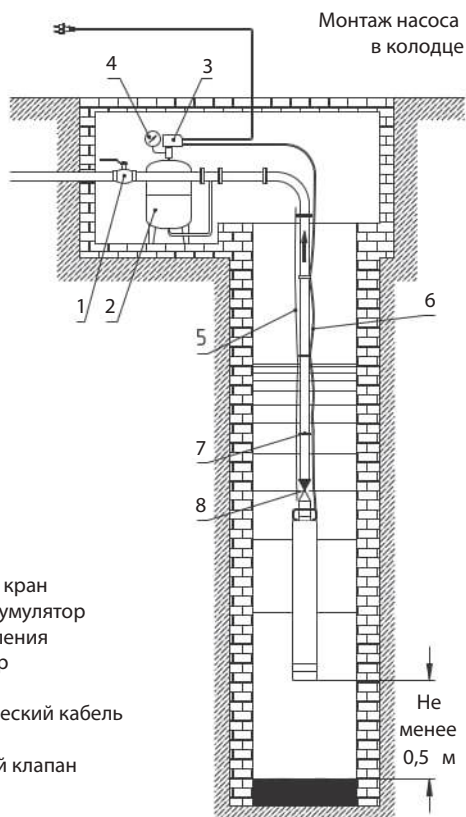 Монтаж насоса
в колодце
4
3
1
2
5
6
7
8
кран
умулятор
ления
р
еский кабель
й клапан
Не
менее
0,5 м